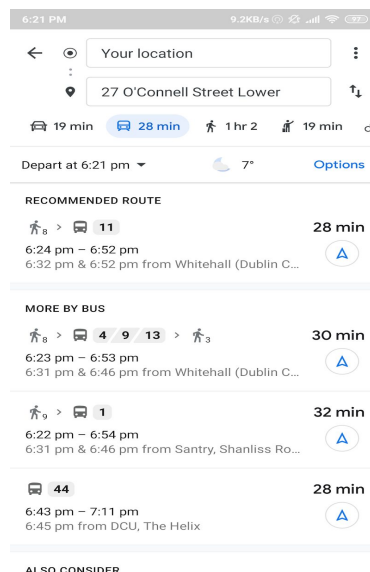 6:21 PM 9.2KB/s 97
Your location
27 O'Connell Street Lower
19 min 28 min 1 hr 2 19 min
Depart at 6:21 pm 7° Options
RECOMMENDED ROUTE
8 > 11 28 min
6:24 pm – 6:52 pm
6:32 pm & 6:52 pm from Whitehall (Dublin C...
MORE BY BUS
8 > 4 / 9 / 13 > 3 30 min
6:23 pm – 6:53 pm
6:31 pm & 6:46 pm from Whitehall (Dublin C...
9 > 1 32 min
6:22 pm – 6:54 pm
6:31 pm & 6:46 pm from Santry, Shanliss Ro...
44 28 min
6:43 pm – 7:11 pm
6:45 pm from DCU, The Helix
ALSO CONSIDER